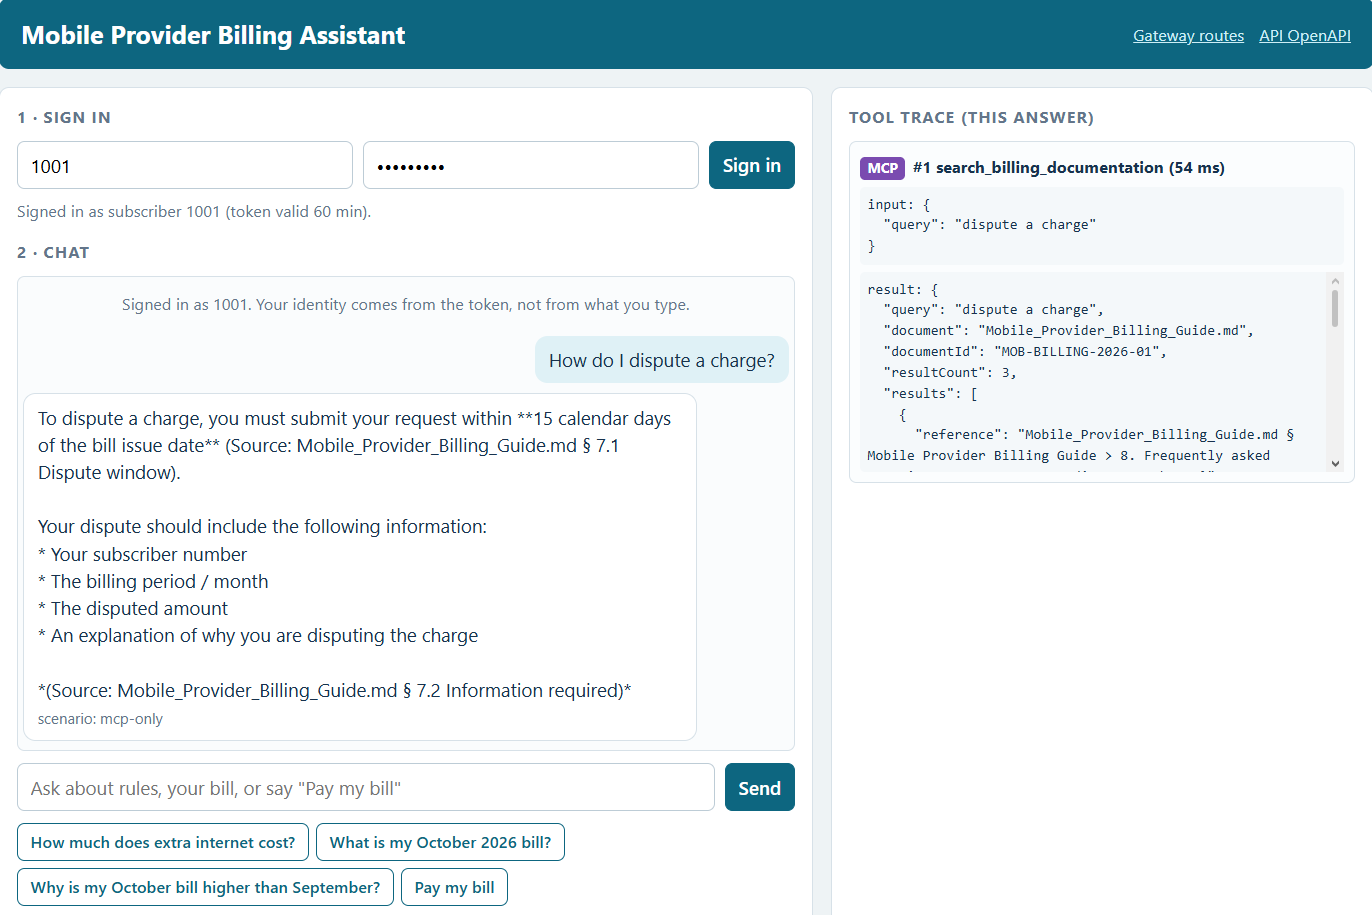 Mobile Provider Billing Assistant
Gateway routes API OpenAPI
1 · SIGN IN
1001
•••••••••
Sign in
Signed in as subscriber 1001 (token valid 60 min).
2 · CHAT
Signed in as 1001. Your identity comes from the token, not from what you type.
How do I dispute a charge?
To dispute a charge, you must submit your request within **15 calendar days
of the bill issue date** (Source: Mobile_Provider_Billing_Guide.md § 7.1
Dispute window).
Your dispute should include the following information:
* Your subscriber number
* The billing period / month
* The disputed amount
* An explanation of why you are disputing the charge
*(Source: Mobile_Provider_Billing_Guide.md § 7.2 Information required)*
scenario: mcp-only
Ask about rules, your bill, or say "Pay my bill"
Send
How much does extra internet cost?
What is my October 2026 bill?
Why is my October bill higher than September?
Pay my bill
TOOL TRACE (THIS ANSWER)
MCP #1 search_billing_documentation (54 ms)
input: {
"query": "dispute a charge"
}
result: {
"query": "dispute a charge",
"document": "Mobile_Provider_Billing_Guide.md",
"documentId": "MOB-BILLING-2026-01",
"resultCount": 3,
"results": [
{
"reference": "Mobile_Provider_Billing_Guide.md §
Mobile Provider Billing Guide > 8. Frequently asked